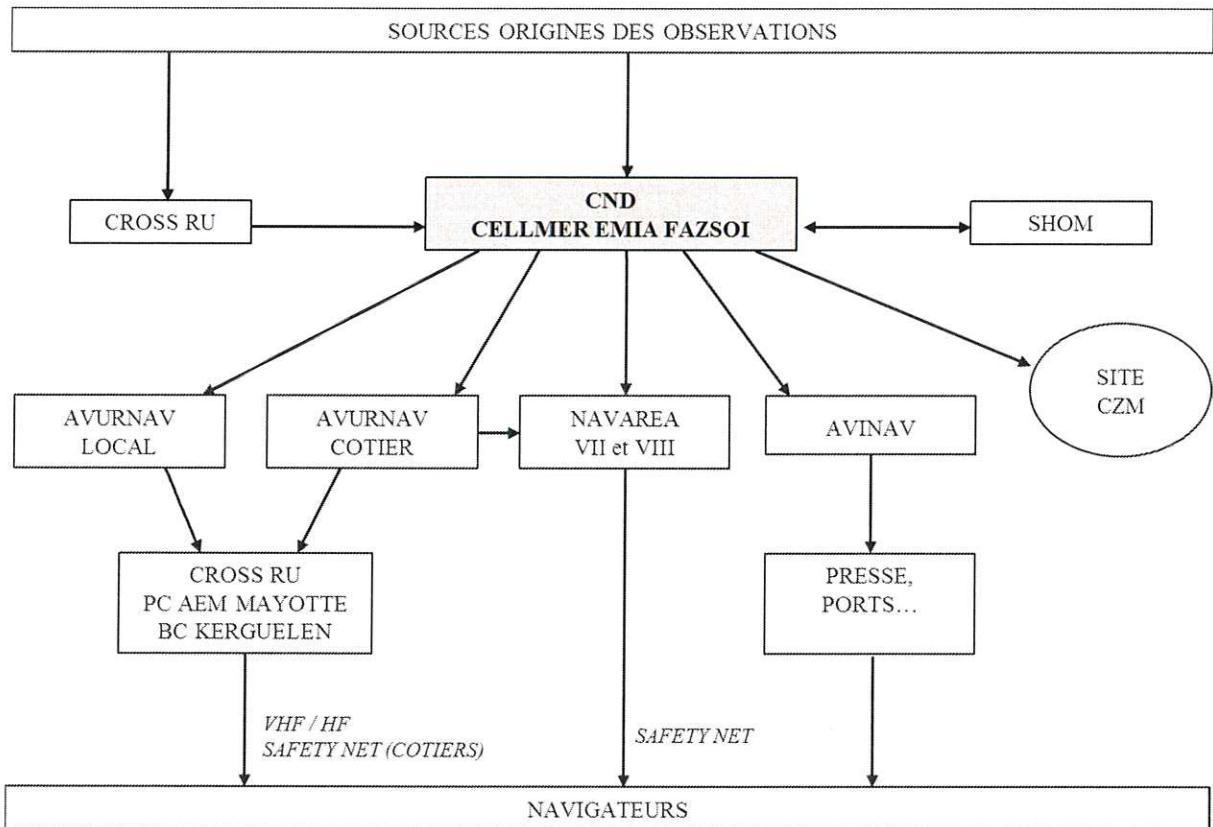 SOURCES ORIGINES DES OBSERVATIONS
CROSS RU
CND
CELLMER EMIA FAZSOI
SHOM
AVURNAV
LOCAL
AVURNAV
COTIER
NAVAREA
VII et VIII
AVINAV
SITE
CZM
CROSS RU
PC AEM MAYOTTE
BC KERGUELEN
PRESSE,
PORTS…
VHF / HF
SAFETY NET (COTIERS)
SAFETY NET
NAVIGATEURS